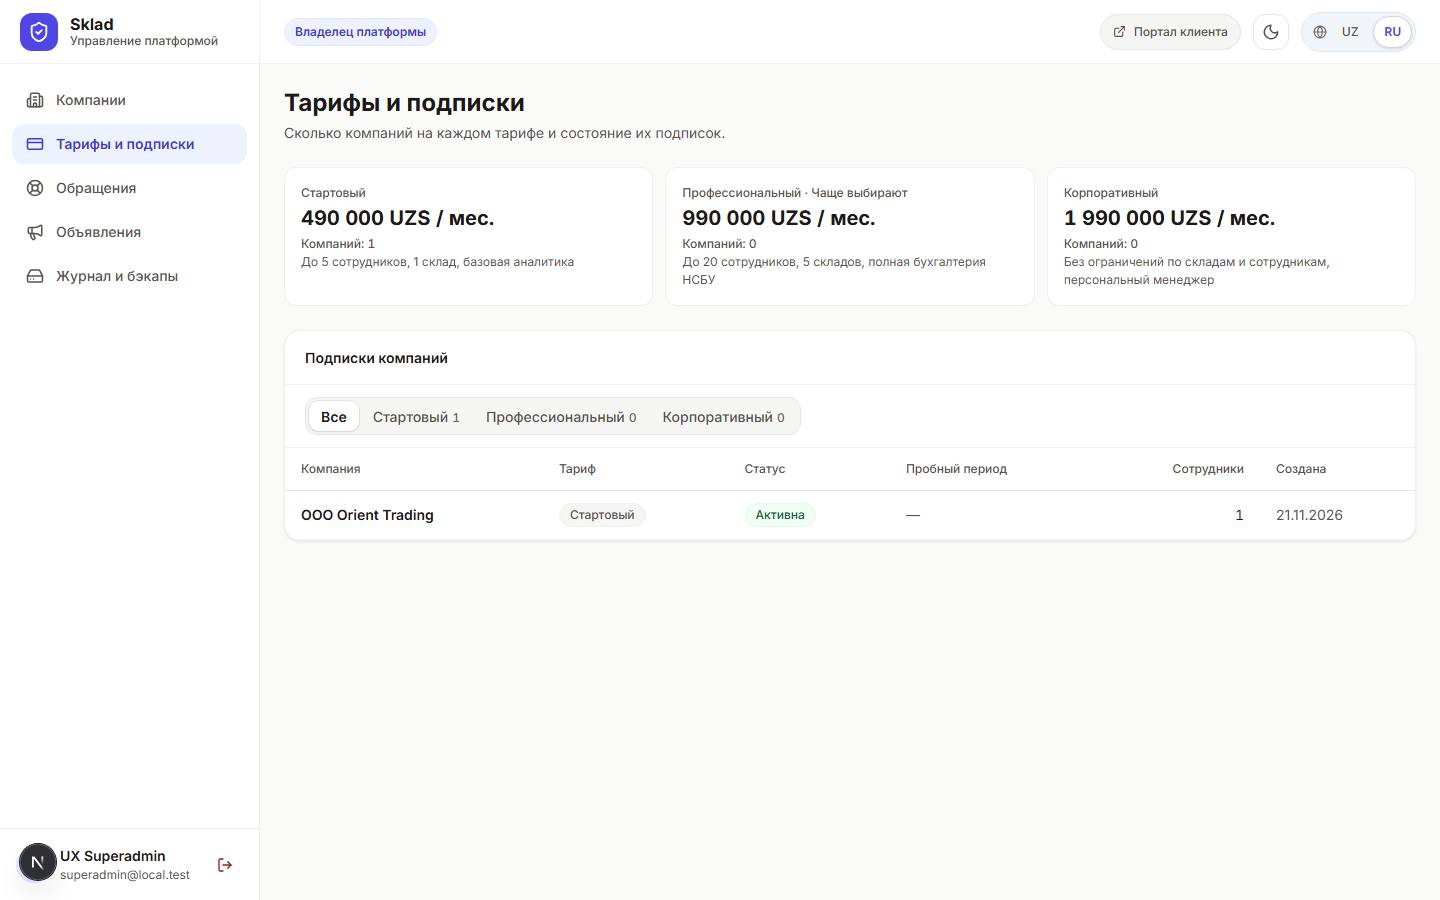 Sklad
Управление платформой
Владелец платформы
Портал клиента
UZ
RU
Компании
Тарифы и подписки
Обращения
Объявления
Журнал и бэкапы
Тарифы и подписки
Сколько компаний на каждом тарифе и состояние их подписок.
Стартовый
490 000 UZS / мес.
Компаний: 1
До 5 сотрудников, 1 склад, базовая аналитика
Профессиональный · Чаще выбирают
990 000 UZS / мес.
Компаний: 0
До 20 сотрудников, 5 складов, полная бухгалтерия
НСБУ
Корпоративный
1 990 000 UZS / мес.
Компаний: 0
Без ограничений по складам и сотрудникам,
персональный менеджер
Подписки компаний
Все Стартовый 1 Профессиональный 0 Корпоративный 0
Компания Тариф Статус Пробный период Сотрудники Создана
ООО Orient Trading Стартовый Активна — 1 21.11.2026
N
UX Superadmin
superadmin@local.test